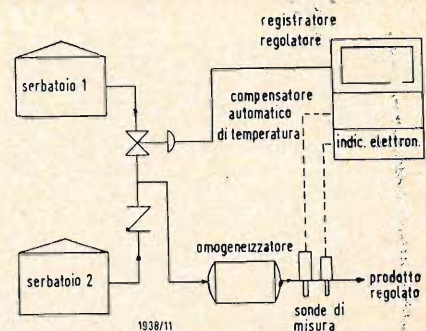 registratore
regolatore
serbatoio 1
compensatore
automatico
di temperatura
indic. elettron.
omogeneizzatore
serbatoio 2
prodotto
regolato
sonde di
misura
1938/11